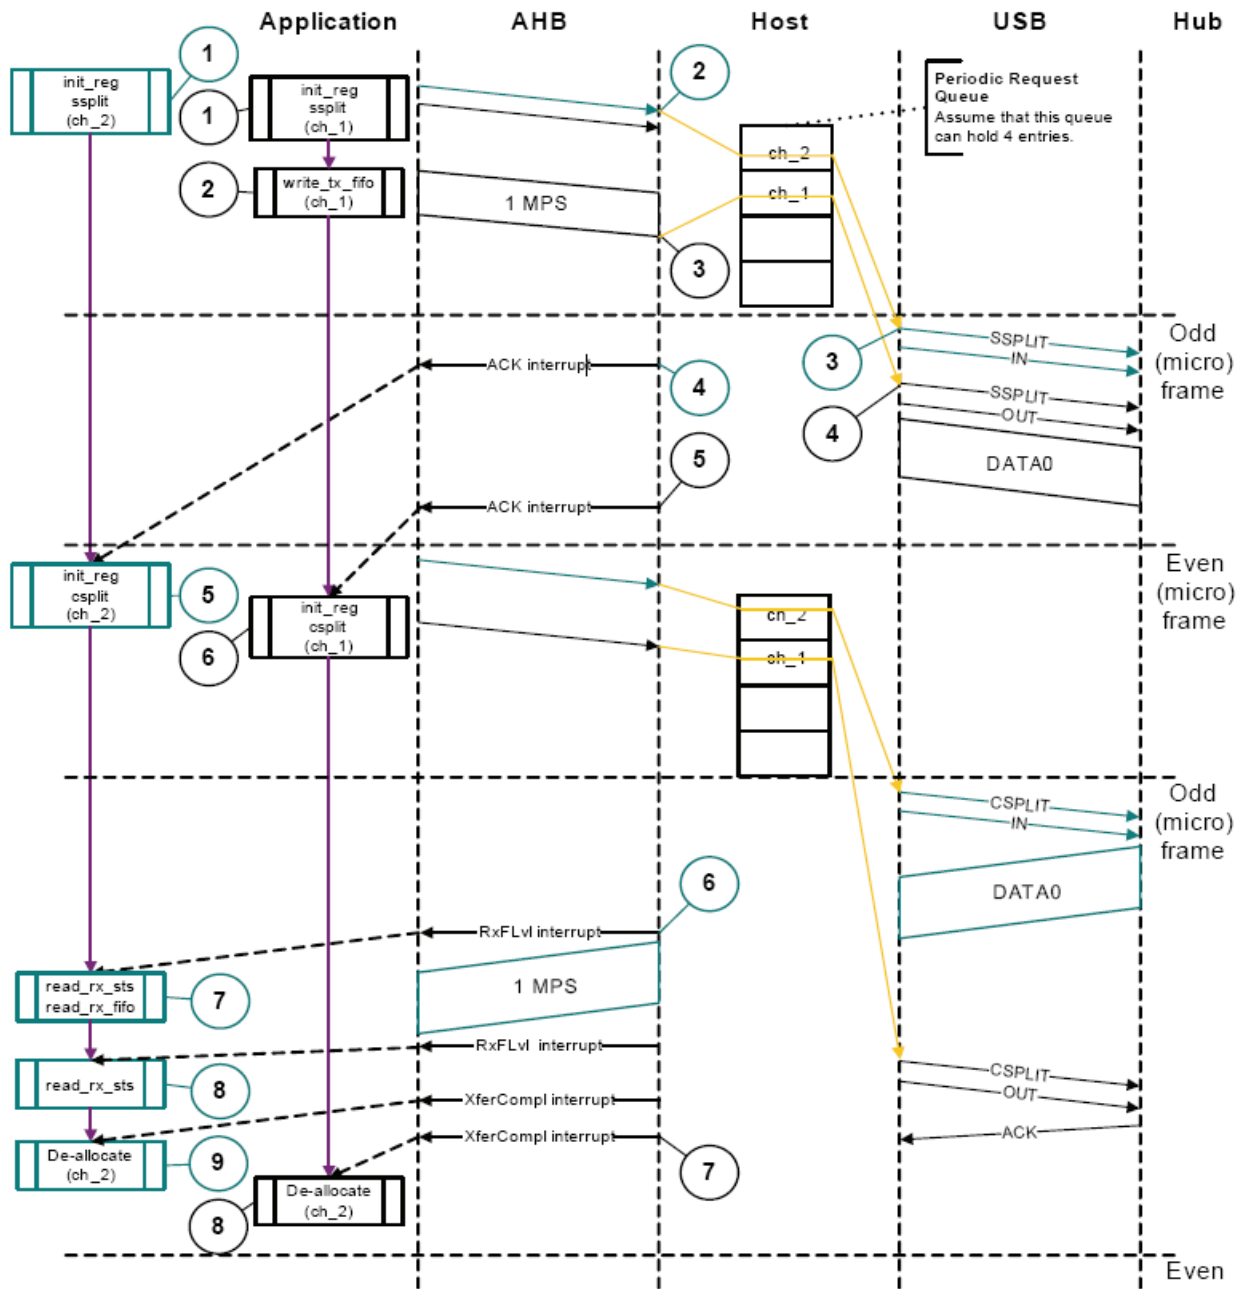 Application
AHB
Host
USB
Hub
1
init_reg
ssplit
(ch_2)
1
init_reg
ssplit
(ch_1)
2
Periodic Request
Queue
Assume that this queue
can hold 4 entries.
2
write_tx_fifo
(ch_1)
1 MPS
ch_2
ch_1
3
Odd
(micro)
frame
SSPLIT
IN
3
ACK interrupt
4
SSPLIT
OUT
4
DATA0
5
ACK interrupt
Even
(micro)
frame
init_reg
csplit
(ch_2)
5
init_reg
csplit
(ch_1)
6
ch_2
ch_1
Odd
(micro)
frame
CSPLIT
IN
DATA0
6
RxFLvl interrupt
read_rx_sts
read_rx_fifo
7
1 MPS
RxFLvl interrupt
read_rx_sts
8
CSPLIT
OUT
ACK
XferCompl interrupt
XferCompl interrupt
De-allocate
(ch_2)
9
7
De-allocate
(ch_2)
8
Even